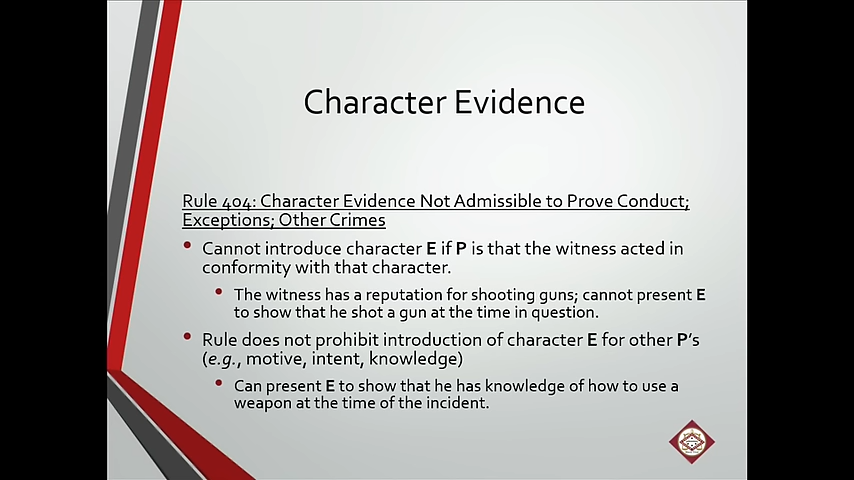 Character Evidence
Rule 404: Character Evidence Not Admissible to Prove Conduct;
Exceptions; Other Crimes
• Cannot introduce character E if P is that the witness acted in
conformity with that character.
• The witness has a reputation for shooting guns; cannot present E
to show that he shot a gun at the time in question.
• Rule does not prohibit introduction of character E for other P's
(e.g., motive, intent, knowledge)
• Can present E to show that he has knowledge of how to use a
weapon at the time of the incident.